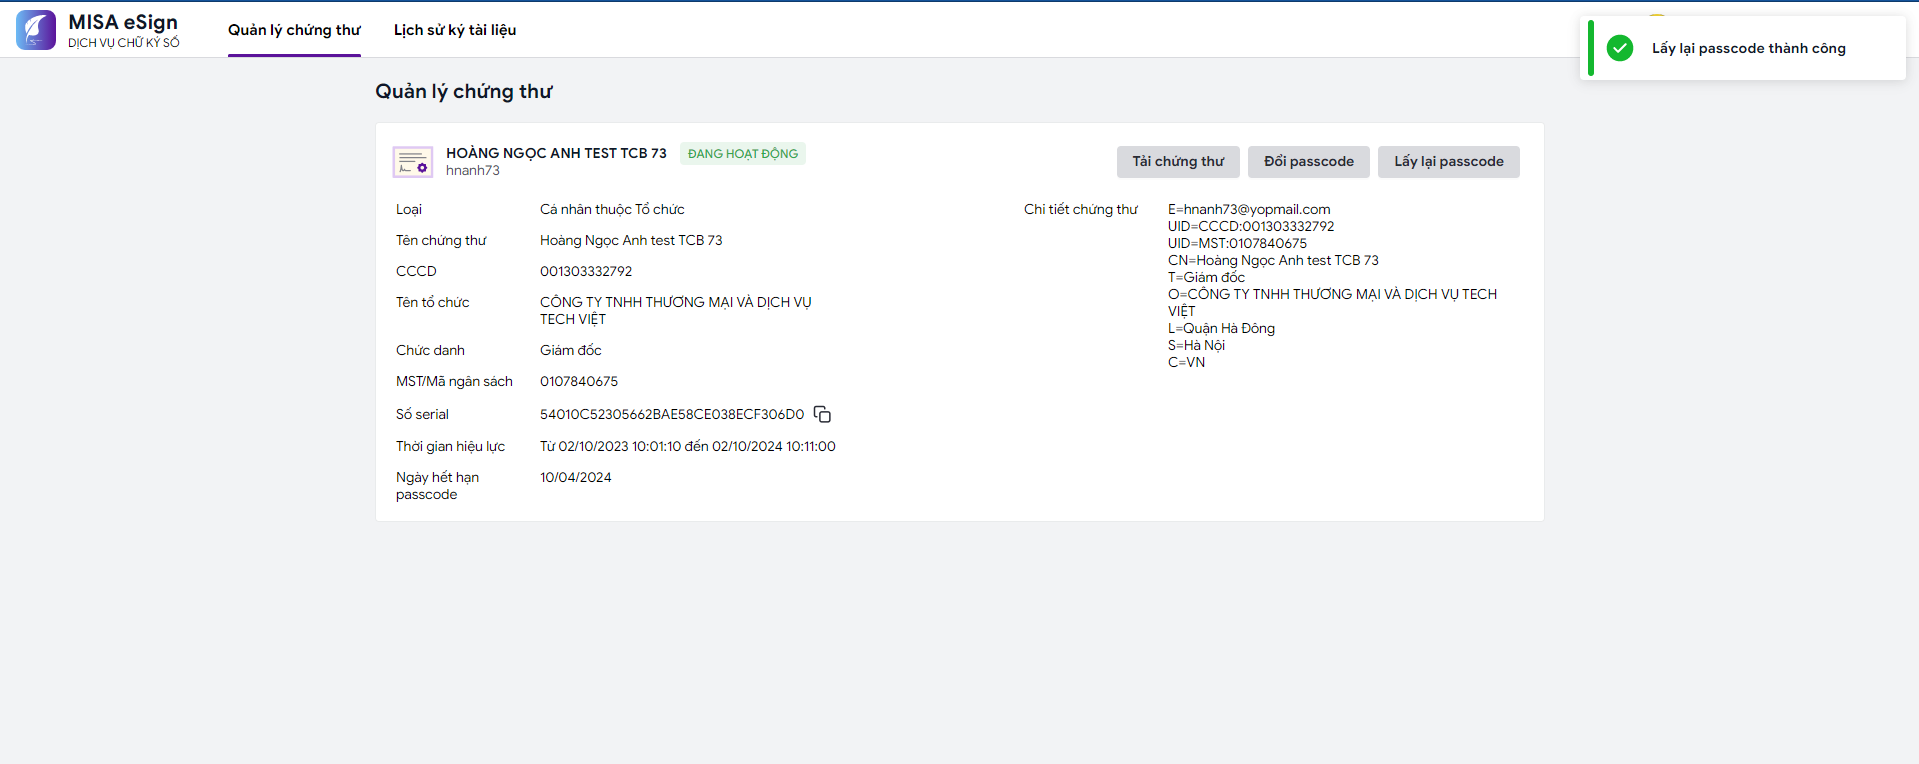 MISA eSign
DỊCH VỤ CHỮ KÝ SỐ
Quản lý chứng thư
Lịch sử ký tài liệu
Lấy lại passcode thành công
Quản lý chứng thư
HOÀNG NGỌC ANH TEST TCB 73
ĐANG HOẠT ĐỘNG
hnanh73
Tải chứng thư
Đổi passcode
Lấy lại passcode
Loại
Cá nhân thuộc Tổ chức
Tên chứng thư
Hoàng Ngọc Anh test TCB 73
CCCD
001303332792
Tên tổ chức
CÔNG TY TNHH THƯƠNG MẠI VÀ DỊCH VỤ
TECH VIỆT
Chức danh
Giám đốc
MST/Mã ngân sách
0107840675
Số serial
54010C52305662BAE58CE038ECF306D0
Thời gian hiệu lực
Từ 02/10/2023 10:01:10 đến 02/10/2024 10:11:00
Ngày hết hạn
passcode
10/04/2024
Chi tiết chứng thư
E=hnanh73@yopmail.com
UID=CCCD:001303332792
UID=MST:0107840675
CN=Hoàng Ngọc Anh test TCB 73
T=Giám đốc
O=CÔNG TY TNHH THƯƠNG MẠI VÀ DỊCH VỤ TECH
VIỆT
L=Quận Hà Đông
S=Hà Nội
C=VN